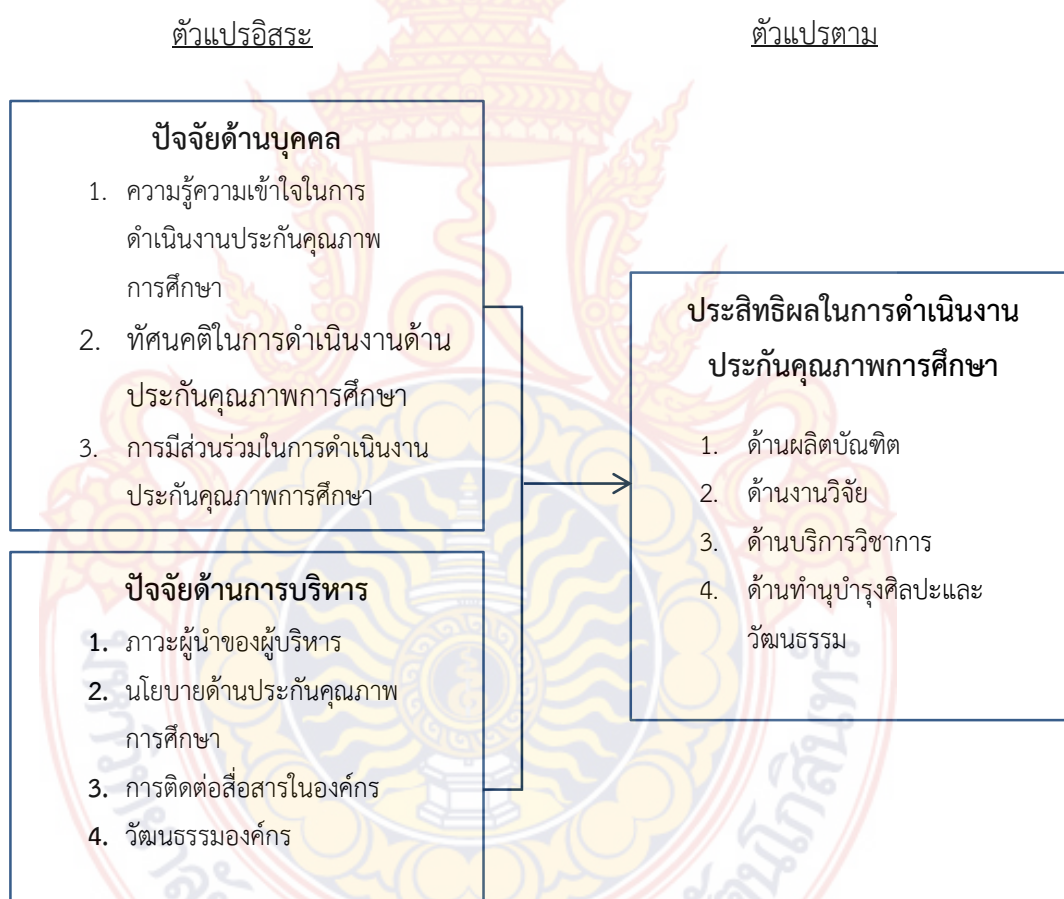 ตัวแปรอิสระ
ตัวแปรตาม
ปัจจัยด้านบุคคล
1. ความรู้ความเข้าใจในการ
ดำเนินงานประกันคุณภาพ
การศึกษา
2. ทัศนคติในการดำเนินงานด้าน
ประกันคุณภาพการศึกษา
3. การมีส่วนร่วมในการดำเนินงาน
ประกันคุณภาพการศึกษา
ปัจจัยด้านการบริหาร
1. ภาวะผู้นำของผู้บริหาร
2. นโยบายด้านประกันคุณภาพ
การศึกษา
3. การติดต่อสื่อสารในองค์กร
4. วัฒนธรรมองค์กร
ประสิทธิผลในการดำเนินงาน
ประกันคุณภาพการศึกษา
1. ด้านผลิตบัณฑิต
2. ด้านงานวิจัย
3. ด้านบริการวิชาการ
4. ด้านทำนุบำรุงศิลปะและ
วัฒนธรรม